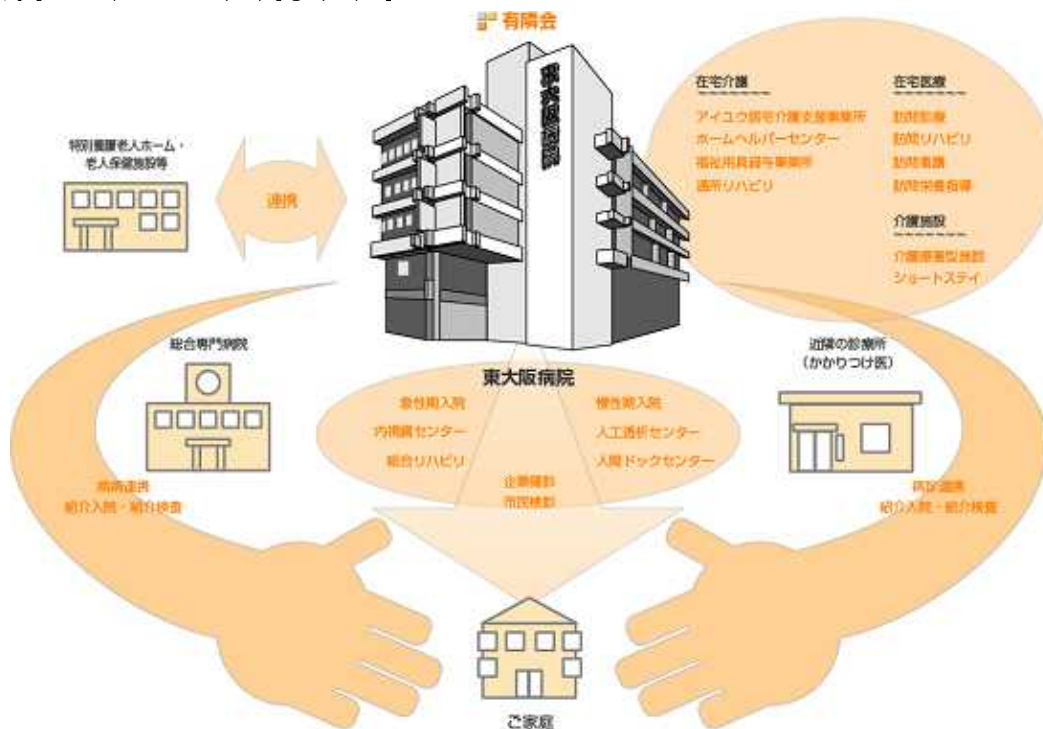 有隣会
在宅介護
アイユウ居宅介護支援事業所
ホームヘルパーセンター
福祉用具貸与事業所
通所リハビリ
在宅医療
訪問診療
訪問リハビリ
訪問看護
訪問栄養指導
介護施設
介護療養型施設
ショートステイ
特別養護老人ホーム・
老人保健施設等
連携
総合専門病院
病病連携
紹介入院・紹介検査
近隣の診療所
(かかりつけ医)
病診連携
紹介入院・紹介検査
東大阪病院
急性期入院
内視鏡センター
総合リハビリ
慢性期入院
人工透析センター
人間ドックセンター
企業健診
市民検診
ご家庭